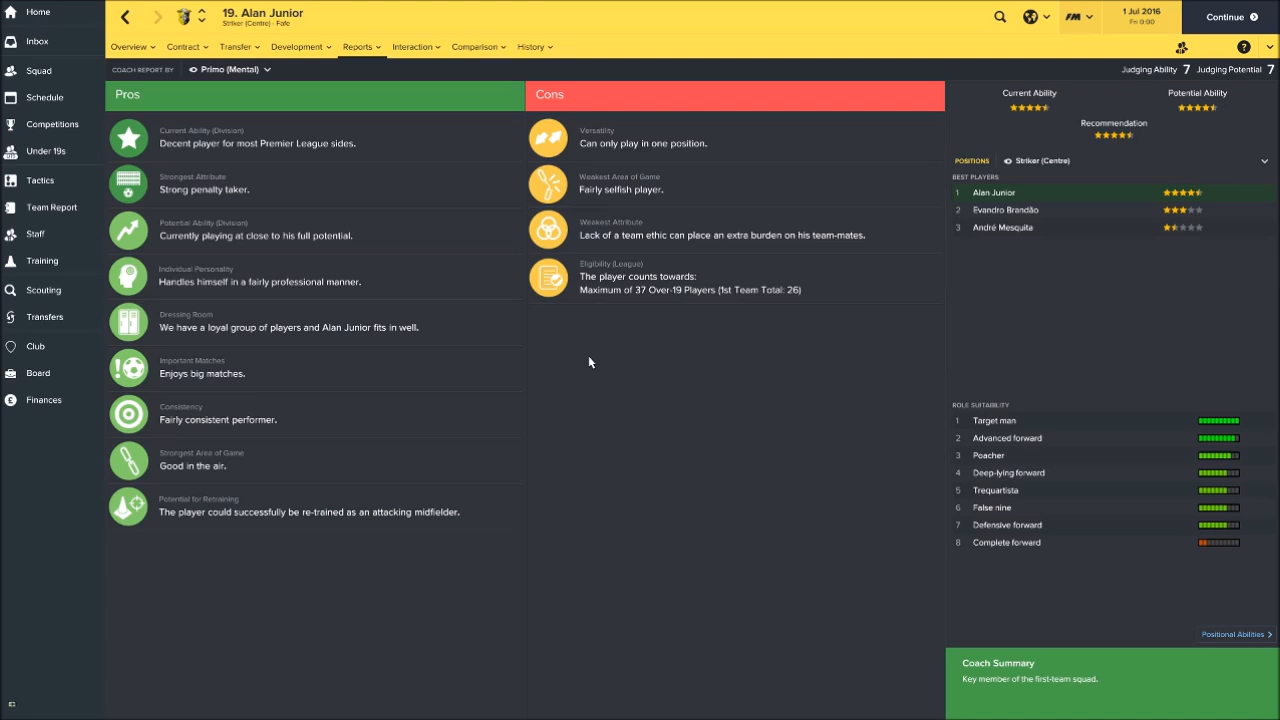 Home
Inbox
Squad
Schedule
Competitions
Under 19s
Tactics
Team Report
Staff
Training
Scouting
Transfers
Club
Board
Finances
19. Alan Junior
Striker (Centre) - Fafe
FM
1 Jul 2016
Fri 0:00
Continue
Overview
Contract
Transfer
Development
Reports
Interaction
Comparison
History
?
COACH REPORT BY
Primo (Mental)
Judging Ability 7 Judging Potential 7
Pros
Current Ability (Division)
Decent player for most Premier League sides.
Strongest Attribute
Strong penalty taker.
Potential Ability (Division)
Currently playing at close to his full potential.
Individual Personality
Handles himself in a fairly professional manner.
Dressing Room
We have a loyal group of players and Alan Junior fits in well.
Important Matches
Enjoys big matches.
Consistency
Fairly consistent performer.
Strongest Area of Game
Good in the air.
Potential for Retraining
The player could successfully be re-trained as an attacking midfielder.
Cons
Versatility
Can only play in one position.
Weakest Area of Game
Fairly selfish player.
Weakest Attribute
Lack of a team ethic can place an extra burden on his team-mates.
Eligibility (League)
The player counts towards:
Maximum of 37 Over-19 Players (1st Team Total: 26)
Current Ability
Potential Ability
Recommendation
POSITIONS
Striker (Centre)
BEST PLAYERS
1 Alan Junior
2 Evandro Brandão
3 André Mesquita
ROLE SUITABILITY
1 Target man
2 Advanced forward
3 Poacher
4 Deep-lying forward
5 Trequartista
6 False nine
7 Defensive forward
8 Complete forward
Positional Abilities
Coach Summary
Key member of the first-team squad.